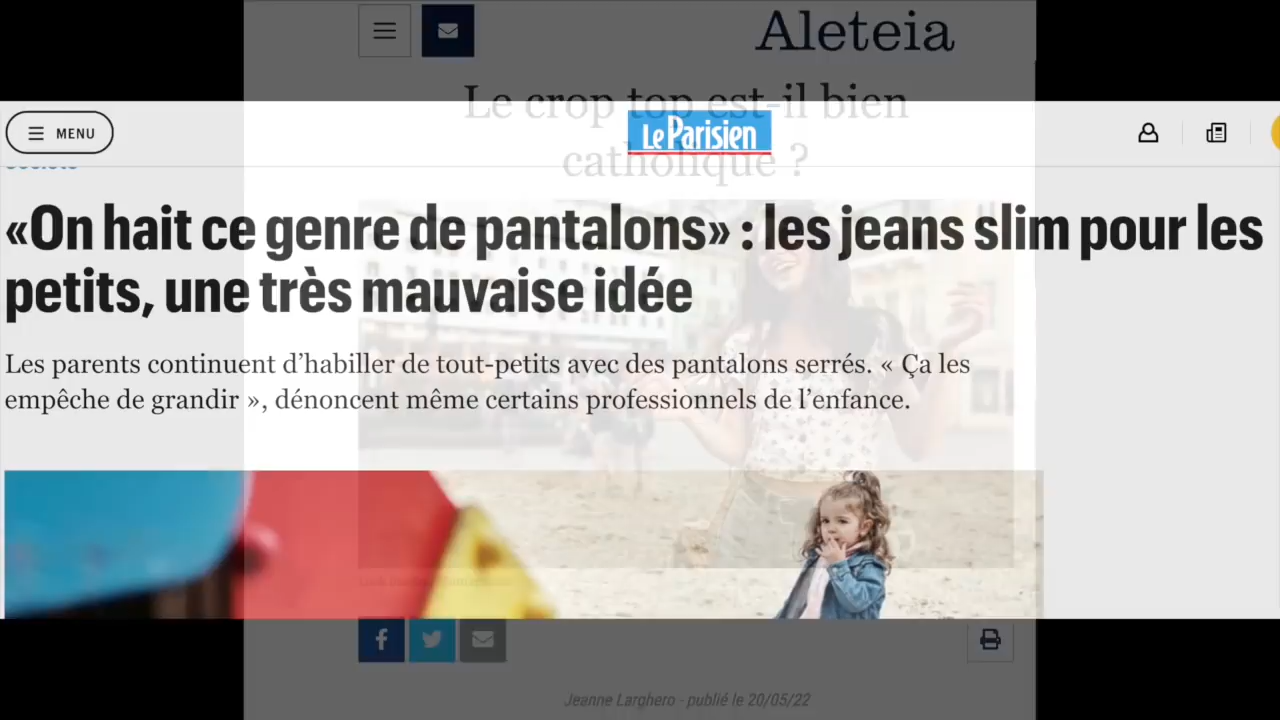 Aleteia
Le crop top est-il bien
catholique ?
MENU
Le Parisien
Société
«On hait ce genre de pantalons» : les jeans slim pour les
petits, une très mauvaise idée
Les parents continuent d’habiller de tout-petits avec des pantalons serrés. « Ça les
empêche de grandir », dénoncent même certains professionnels de l’enfance.
Jeanne Larghero - publié le 20/05/22